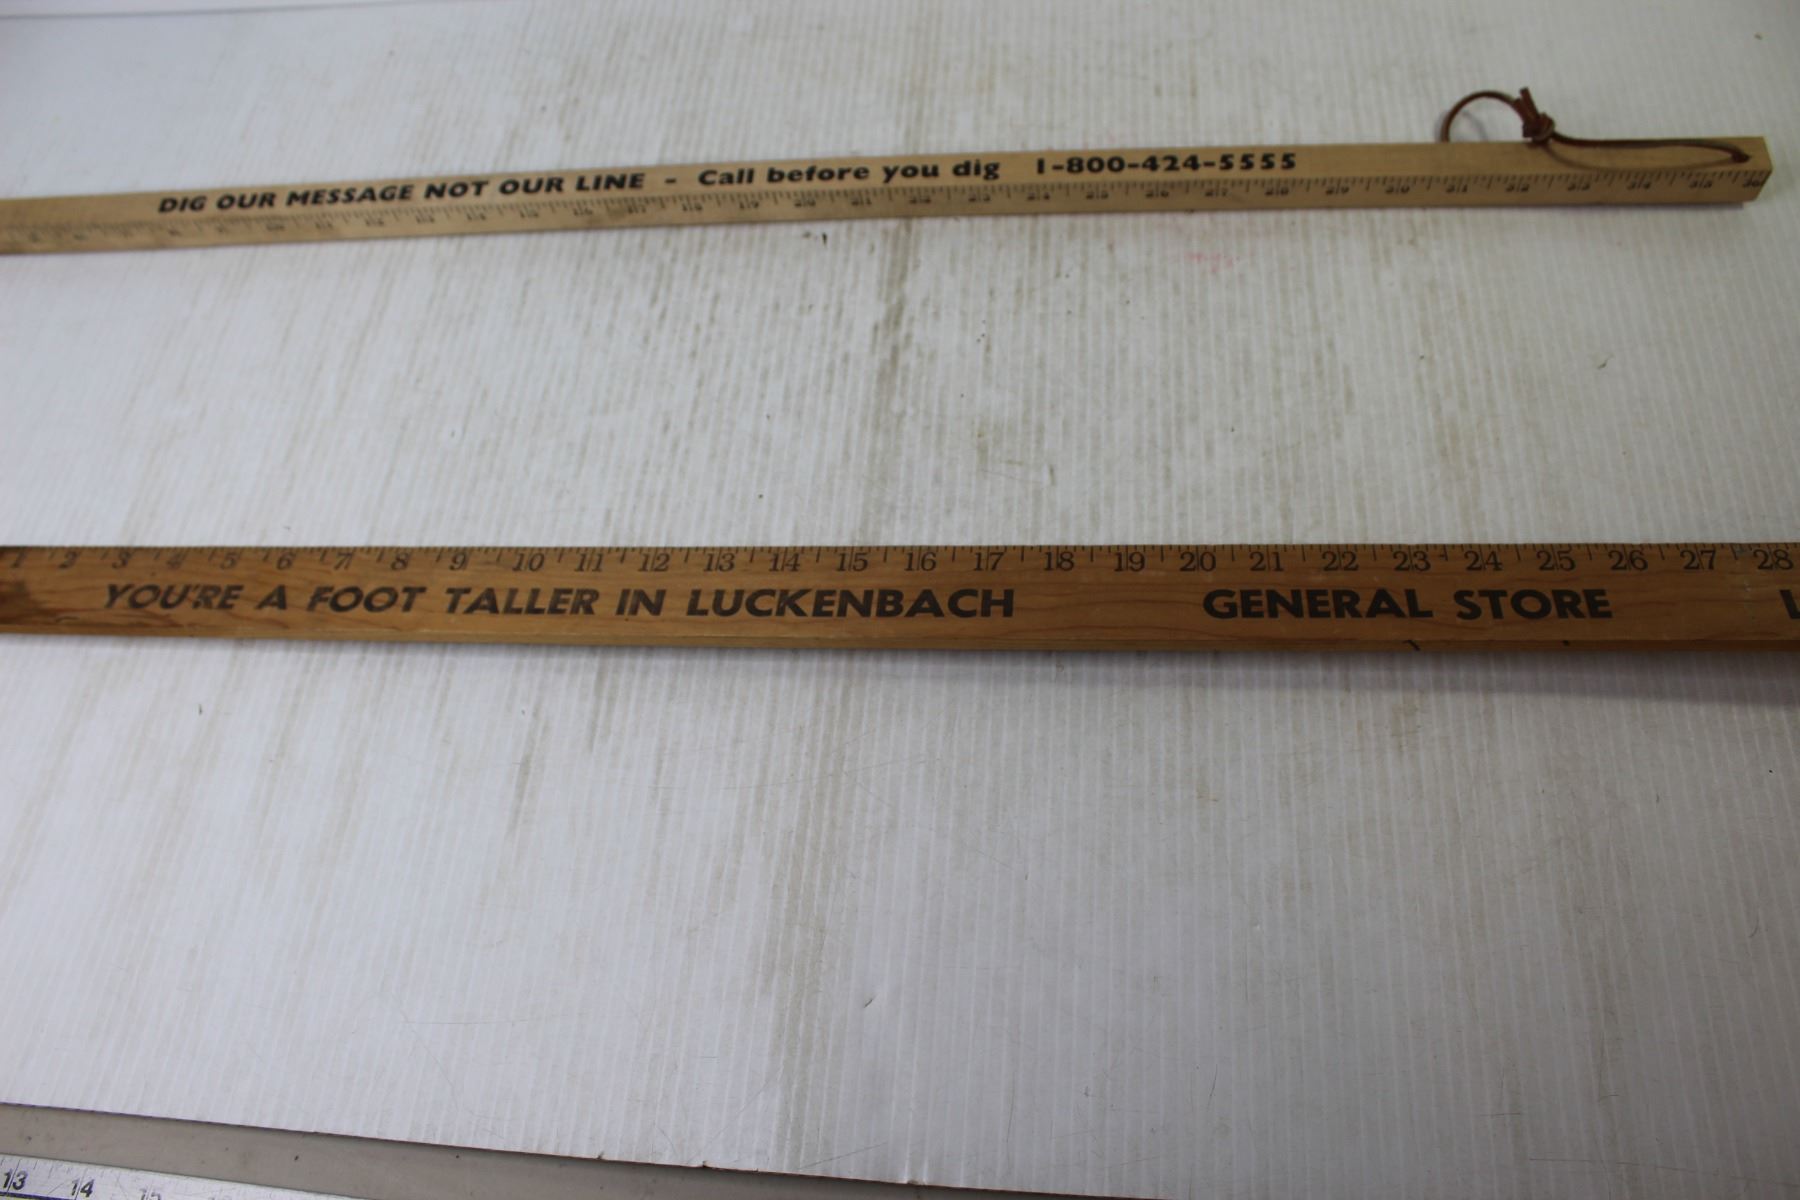 DIG OUR MESSAGE NOT OUR LINE - Call before you dig 1-800-424-5555
1 2 3 4 5 6 7 8 9 10 11 12 13 14 15 16 17 18 19 20 21 22 23 24 25 26 27 28
YOU'RE A FOOT TALLER IN LUCKENBACH GENERAL STORE
13 14 15